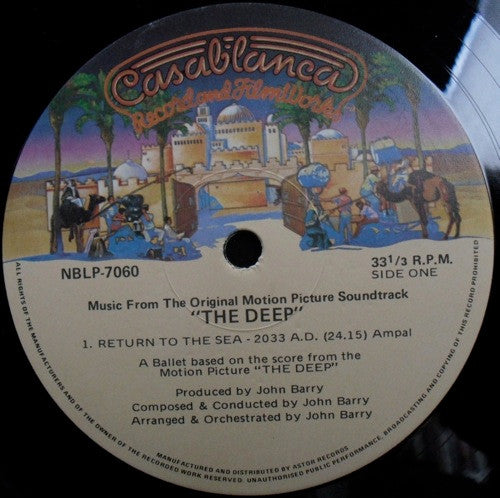 Casablanca
Record and FilmWorks
NBLP-7060
33 1/3 R.P.M.
SIDE ONE
Music From The Original Motion Picture Soundtrack
"THE DEEP"
1. RETURN TO THE SEA - 2033 A.D. (24.15) Ampal
A Ballet based on the score from the
Motion Picture "THE DEEP"
Produced by John Barry
Composed & Conducted by John Barry
Arranged & Orchestrated by John Barry
MANUFACTURED AND DISTRIBUTED BY ASTOR RECORDS
ALL RIGHTS OF THE MANUFACTURERS AND OF THE OWNER OF THE RECORDED WORK RESERVED. UNAUTHORISED PUBLIC PERFORMANCE, BROADCASTING AND COPYING OF THIS RECORD PROHIBITED